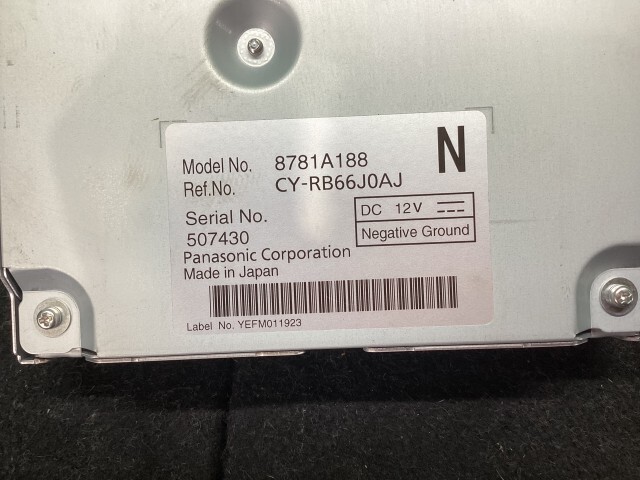 Model No. 8781A188 N
Ref.No. CY-RB66J0AJ
Serial No.
507430
DC 12V
Negative Ground
Panasonic Corporation
Made in Japan
Label No. YEFM011923